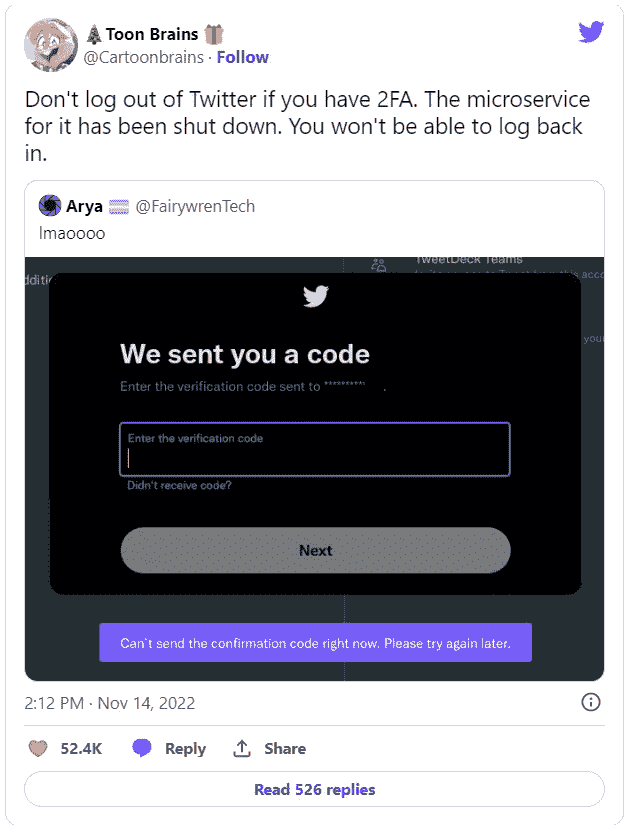 Toon Brains
@Cartoonbrains · Follow
Don't log out of Twitter if you have 2FA. The microservice
for it has been shut down. You won't be able to log back
in.
Arya @FairywrenTech
lmaoooo
TweetDeck Teams
We sent you a code
Enter the verification code sent to *********· .
Enter the verification code
Didn't receive code?
Next
Can't send the confirmation code right now. Please try again later.
2:12 PM · Nov 14, 2022
52.4K Reply Share
Read 526 replies